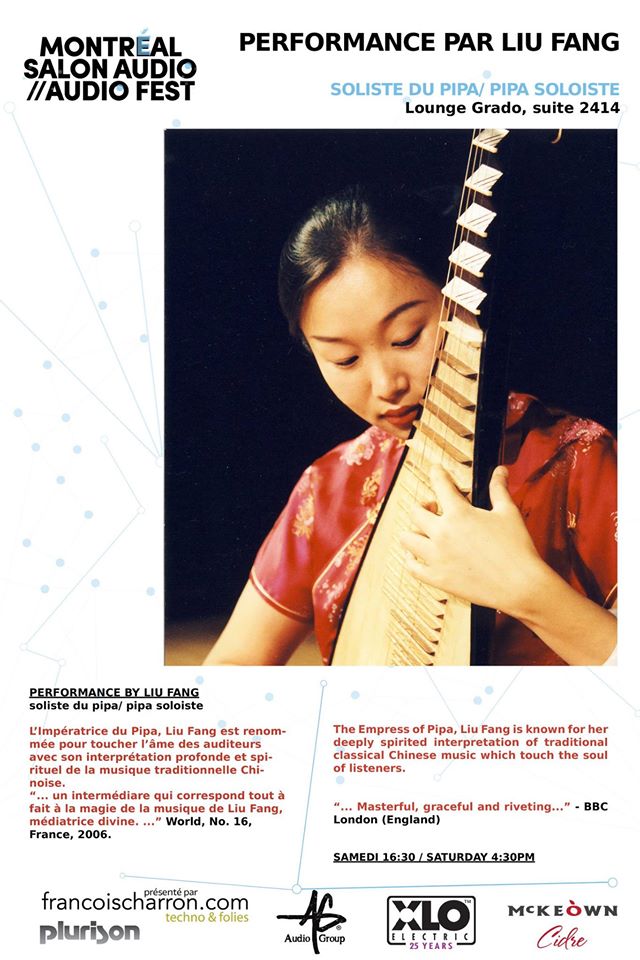 MONTRÉAL
SALON AUDIO
//AUDIO FEST
PERFORMANCE PAR LIU FANG
SOLISTE DU PIPA/ PIPA SOLOISTE
Lounge Grado, suite 2414
PERFORMANCE BY LIU FANG
soliste du pipa/ pipa soloiste
L’Impératrice du Pipa, Liu Fang est renom-
mée pour toucher l’âme des auditeurs
avec son interprétation profonde et spi-
rituel de la musique traditionnelle Chi-
noise.
“... un intermédiare qui correspond tout à
fait à la magie de la musique de Liu Fang,
médiatrice divine. ...” World, No. 16,
France, 2006.
The Empress of Pipa, Liu Fang is known for her
deeply spirited interpretation of traditional
classical Chinese music which touch the soul
of listeners.
“... Masterful, graceful and riveting...” - BBC
London (England)
SAMEDI 16:30 / SATURDAY 4:30PM
présenté par
francoischarron.com
techno & folies
plurison
AG
Audio Group
XLO
ELECTRIC
25 YEARS
McKEÒWN
Cidre